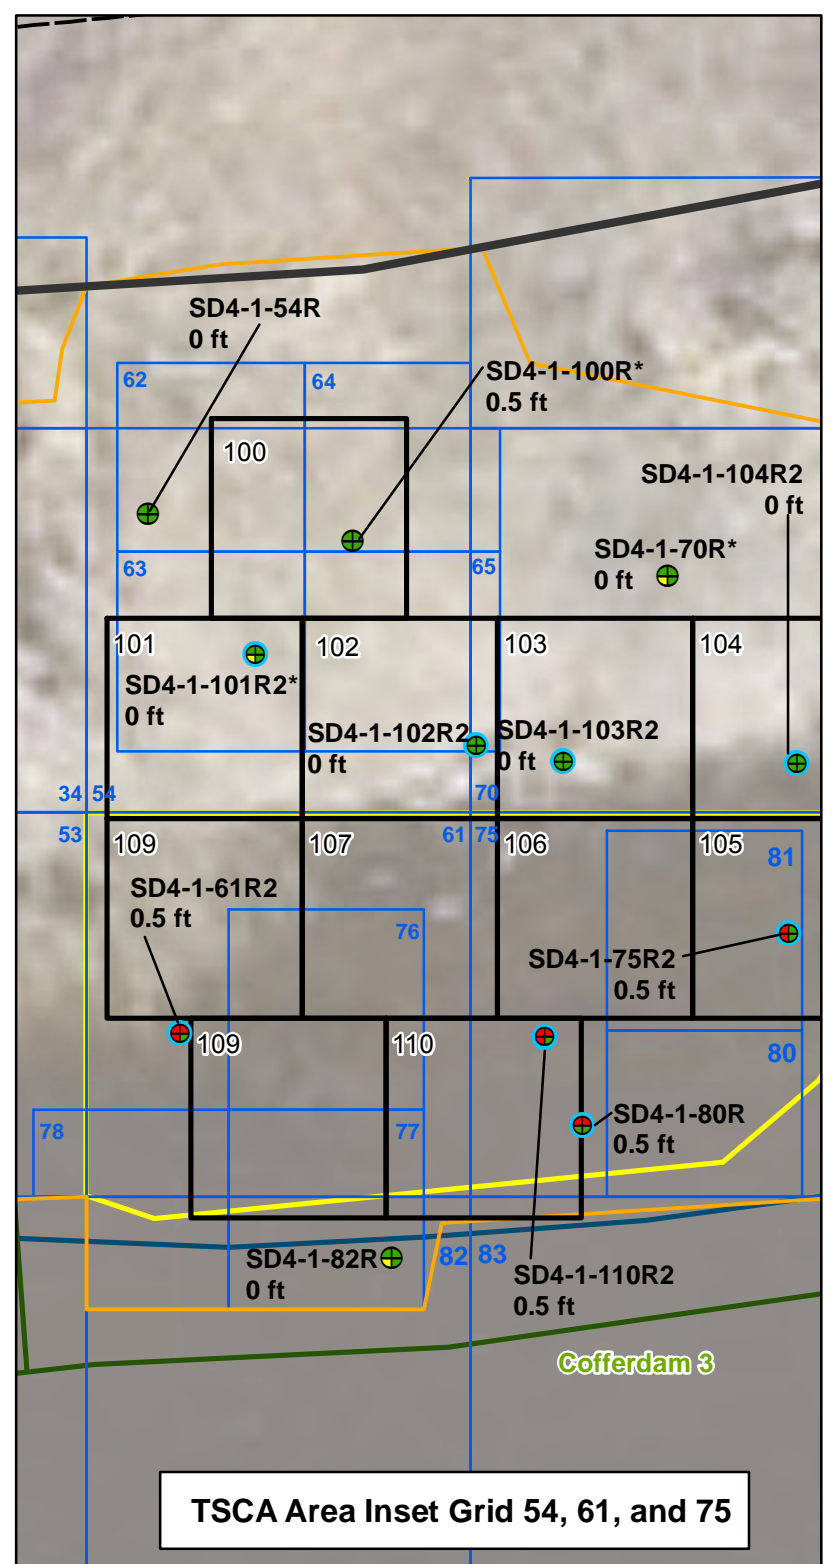 SD4-1-54R
0 ft
62
64
SD4-1-100R*
0.5 ft
100
SD4-1-104R2
0 ft
63
65
SD4-1-70R*
0 ft
101
102
103
104
SD4-1-101R2*
0 ft
SD4-1-102R2
0 ft
SD4-1-103R2
0 ft
34
54
70
53
61
75
109
107
106
105
81
SD4-1-61R2
0.5 ft
76
SD4-1-75R2
0.5 ft
109
110
80
78
77
SD4-1-80R
0.5 ft
SD4-1-82R
0 ft
82
83
SD4-1-110R2
0.5 ft
Cofferdam 3
TSCA Area Inset Grid 54, 61, and 75